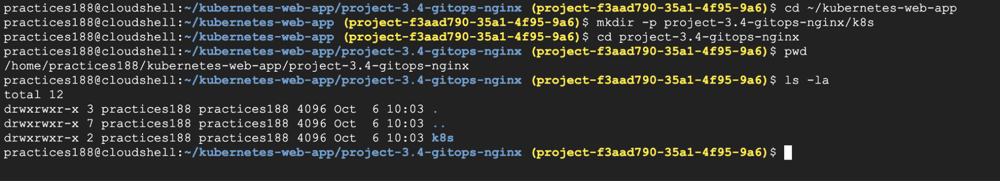 practices188@cloudshell:~/kubernetes-web-app/project-3.4-gitops-nginx (project-f3aad790-35a1-4f95-9a6)$ cd ~/kubernetes-web-app
practices188@cloudshell:~/kubernetes-web-app (project-f3aad790-35a1-4f95-9a6)$ mkdir -p project-3.4-gitops-nginx/k8s
practices188@cloudshell:~/kubernetes-web-app (project-f3aad790-35a1-4f95-9a6)$ cd project-3.4-gitops-nginx
practices188@cloudshell:~/kubernetes-web-app/project-3.4-gitops-nginx (project-f3aad790-35a1-4f95-9a6)$ pwd
/home/practices188/kubernetes-web-app/project-3.4-gitops-nginx
practices188@cloudshell:~/kubernetes-web-app/project-3.4-gitops-nginx (project-f3aad790-35a1-4f95-9a6)$ ls -la
total 12
drwxrwxr-x 3 practices188 practices188 4096 Oct  6 10:03 .
drwxrwxr-x 7 practices188 practices188 4096 Oct  6 10:03 ..
drwxrwxr-x 2 practices188 practices188 4096 Oct  6 10:03 k8s
practices188@cloudshell:~/kubernetes-web-app/project-3.4-gitops-nginx (project-f3aad790-35a1-4f95-9a6)$